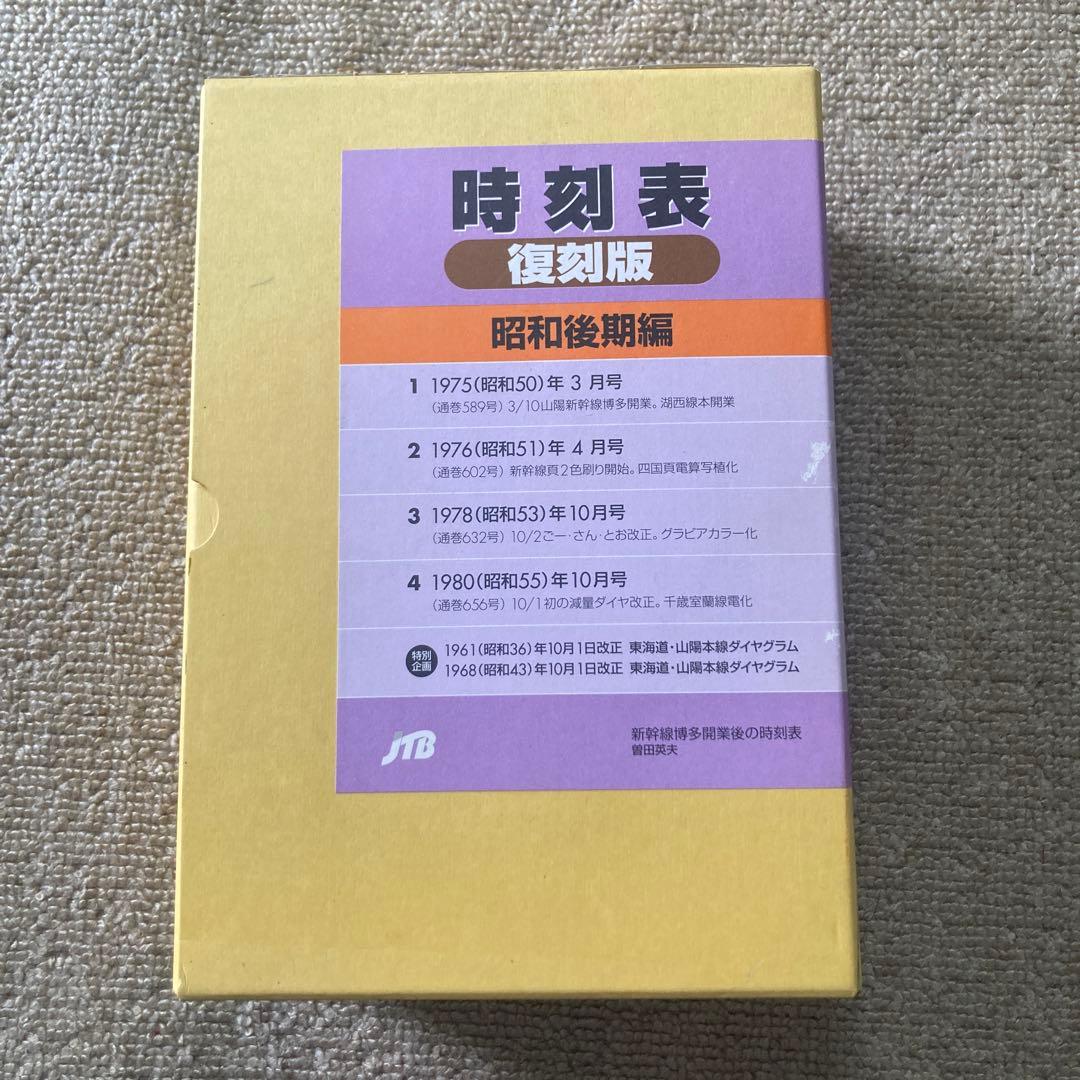 時刻表
復刻版
昭和後期編
1 1975(昭和50)年 3 月号
(通巻589号) 3/10山陽新幹線博多開業。湖西線本開業
2 1976(昭和51)年 4 月号
(通巻602号) 新幹線頁2色刷り開始。四国頁電算写植化
3 1978(昭和53)年10月号
(通巻632号) 10/2ごー・さん・とお改正。グラビアカラー化
4 1980(昭和55)年10月号
(通巻656号) 10/1初の減量ダイヤ改正。千歳室蘭線電化
特別企画
1961(昭和36)年10月1日改正 東海道・山陽本線ダイヤグラム
1968(昭和43)年10月1日改正 東海道・山陽本線ダイヤグラム
JTB
新幹線博多開業後の時刻表
曽田英夫